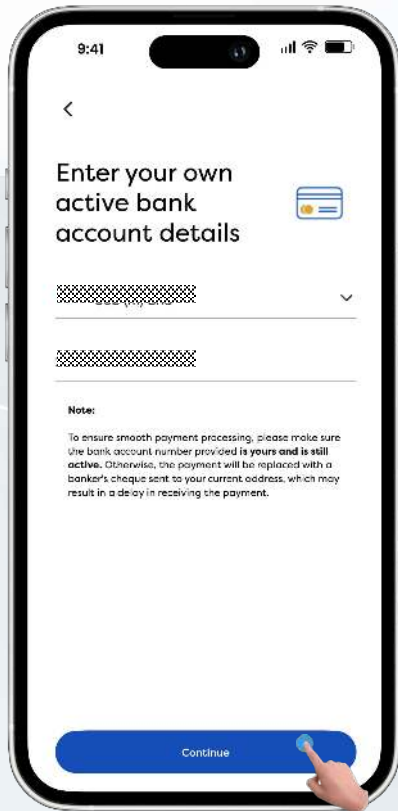 9:41
Enter your own
active bank
account details
Note:
To ensure smooth payment processing, please make sure
the bank account number provided is yours and is still
active. Otherwise, the payment will be replaced with a
banker's cheque sent to your current address, which may
result in a delay in receiving the payment.
Continue